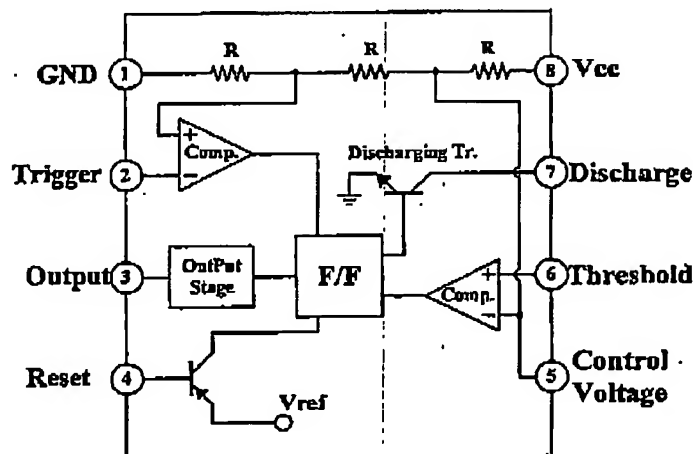 R R R
GND 1 8 Vcc
+
Comp.
−
Trigger 2
Discharging Tr.
7 Discharge
Output 3
OutPut
Stage
F/F
+
Comp.
−
6 Threshold
Reset 4
Vref
5 Control
Voltage